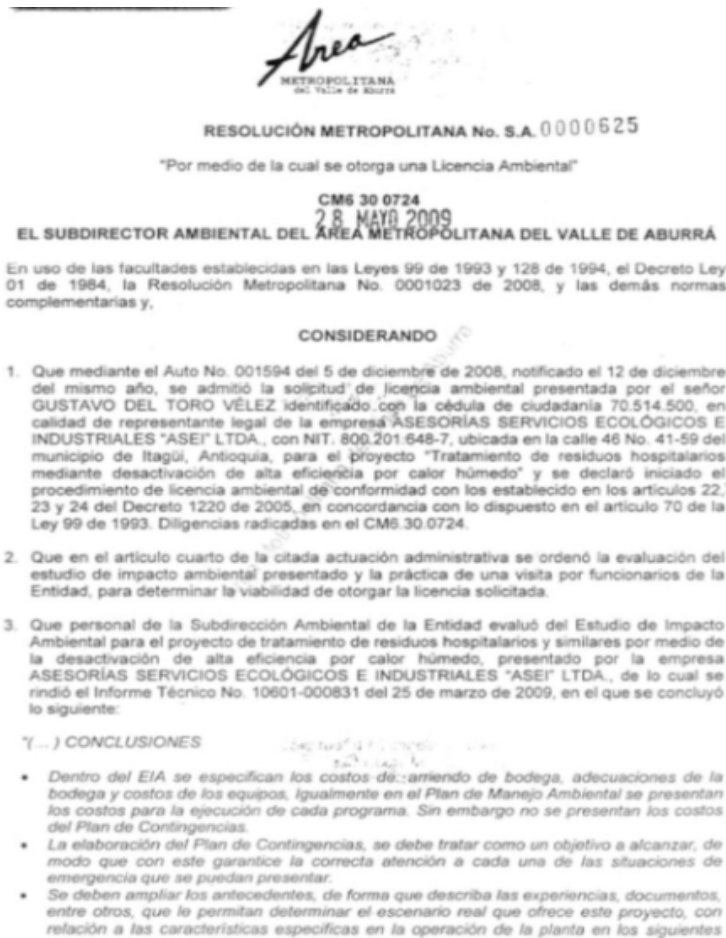 Area
METROPOLITANA
del Valle de Aburrá
RESOLUCIÓN METROPOLITANA No. S.A. 0000625
"Por medio de la cual se otorga una Licencia Ambiental"
CM6 30 0724
28 MAYO 2009
EL SUBDIRECTOR AMBIENTAL DEL ÁREA METROPOLITANA DEL VALLE DE ABURRÁ
En uso de las facultades establecidas en las Leyes 99 de 1993 y 128 de 1994, el Decreto Ley
01 de 1984, la Resolución Metropolitana No. 0001023 de 2008, y las demás normas
complementarias y,
CONSIDERANDO
1. Que mediante el Auto No. 001594 del 5 de diciembre de 2008, notificado el 12 de diciembre
del mismo año, se admitió la solicitud de licencia ambiental presentada por el señor
GUSTAVO DEL TORO VÉLEZ identificado con la cédula de ciudadanía 70.514.500, en
calidad de representante legal de la empresa ASESORÍAS SERVICIOS ECOLÓGICOS E
INDUSTRIALES "ASEI" LTDA., con NIT. 800.201.648-7, ubicada en la calle 46 No. 41-59 del
municipio de Itagüí, Antioquia, para el proyecto "Tratamiento de residuos hospitalarios
mediante desactivación de alta eficiencia por calor húmedo" y se declaró iniciado el
procedimiento de licencia ambiental de conformidad con los establecido en los artículos 22,
23 y 24 del Decreto 1220 de 2005, en concordancia con lo dispuesto en el artículo 70 de la
Ley 99 de 1993. Diligencias radicadas en el CM6.30.0724.
2. Que en el artículo cuarto de la citada actuación administrativa se ordenó la evaluación del
estudio de impacto ambiental presentado y la práctica de una visita por funcionarios de la
Entidad, para determinar la viabilidad de otorgar la licencia solicitada.
3. Que personal de la Subdirección Ambiental de la Entidad evaluó del Estudio de Impacto
Ambiental para el proyecto de tratamiento de residuos hospitalarios y similares por medio de
la desactivación de alta eficiencia por calor húmedo, presentado por la empresa
ASESORÍAS SERVICIOS ECOLÓGICOS E INDUSTRIALES "ASEI" LTDA., de lo cual se
rindió el Informe Técnico No. 10601-000831 del 25 de marzo de 2009, en el que se concluyó
lo siguiente:
"(...) CONCLUSIONES
• Dentro del EIA se especifican los costos de arriendo de bodega, adecuaciones de la
bodega y costos de los equipos, Igualmente en el Plan de Manejo Ambiental se presentan
los costos para la ejecución de cada programa. Sin embargo no se presentan los costos
del Plan de Contingencias.
• La elaboración del Plan de Contingencias, se debe tratar como un objetivo a alcanzar, de
modo que con este garantice la correcta atención a cada una de las situaciones de
emergencia que se puedan presentar.
• Se deben ampliar los antecedentes, de forma que describa las experiencias, documentos,
entre otros, que le permitan determinar el escenario real que ofrece este proyecto, con
relación a las características específicas en la operación de la planta en los siguientes